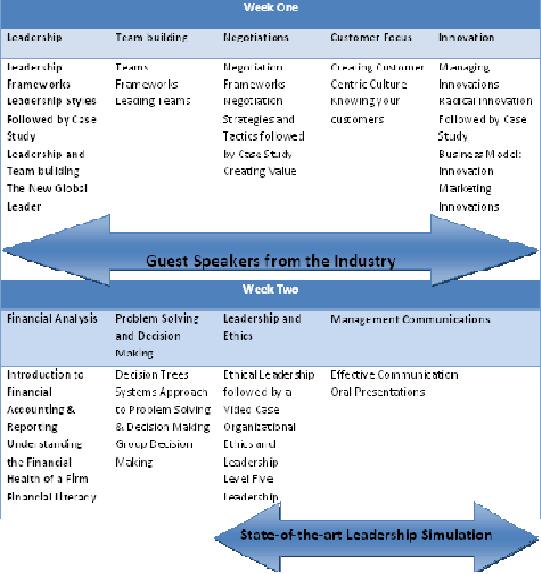 Week One
Leadership
Team building
Negotiations
Customer Focus
Innovation
Leadership
Frameworks
Leadership Styles
Followed by Case
Study
Leadership and
Team building
The New Global
Leader
Teams
Frameworks
Leading Teams
Negotiation
Frameworks
Negotiation
Strategies and
Tactics followed
by Case Study
Creating Value
Creating Customer
Centric Culture
Knowing your
customers
Managing
Innovations
Radical Innovation
Followed by Case
Study
Business Model:
Innovation
Marketing
Innovations
Guest Speakers from the Industry
Week Two
Financial Analysis
Problem Solving
and Decision
Making
Leadership and
Ethics
Management Communications
Introduction to
Financial
Accounting &
Reporting
Understanding
the Financial
Health of a Firm
Financial Literacy
Decision Trees
Systems Approach
to Problem Solving
& Decision Making
Group Decision
Making
Ethical Leadership
followed by a
Video Case
Organizational
Ethics and
Leadership
Level Five
Leadership
Effective Communication
Oral Presentations
State-of-the-art Leadership Simulation